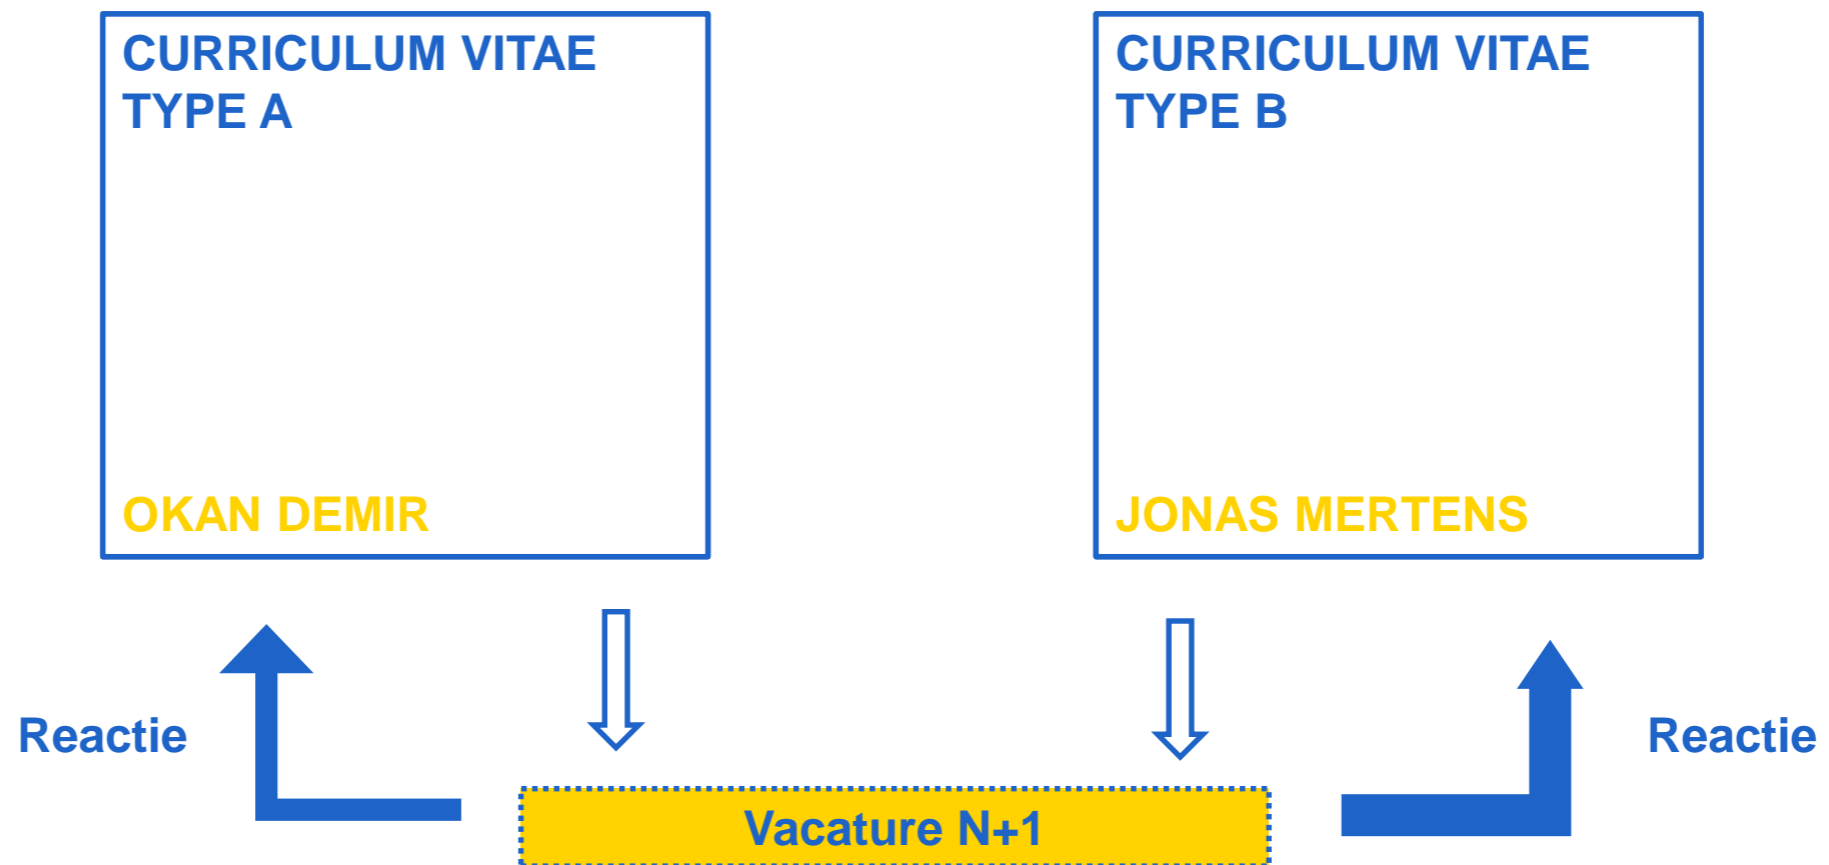 CURRICULUM VITAE
TYPE A
OKAN DEMIR
CURRICULUM VITAE
TYPE B
JONAS MERTENS
Reactie
Reactie
Vacature N+1